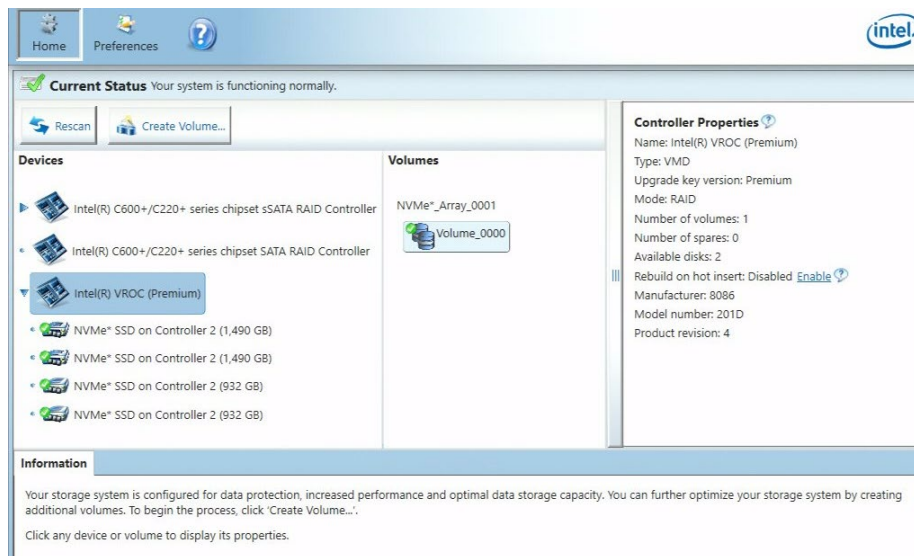 Home
Preferences
intel.
Current Status Your system is functioning normally.
Rescan
Create Volume...
Devices
Intel(R) C600+/C220+ series chipset sSATA RAID Controller
Intel(R) C600+/C220+ series chipset SATA RAID Controller
Intel(R) VROC (Premium)
NVMe* SSD on Controller 2 (1,490 GB)
NVMe* SSD on Controller 2 (1,490 GB)
NVMe* SSD on Controller 2 (932 GB)
NVMe* SSD on Controller 2 (932 GB)
Volumes
NVMe*_Array_0001
Volume_0000
Controller Properties ?
Name: Intel(R) VROC (Premium)
Type: VMD
Upgrade key version: Premium
Mode: RAID
Number of volumes: 1
Number of spares: 0
Available disks: 2
Rebuild on hot insert: Disabled Enable ?
Manufacturer: 8086
Model number: 201D
Product revision: 4
Information
Your storage system is configured for data protection, increased performance and optimal data storage capacity. You can further optimize your storage system by creating
additional volumes. To begin the process, click 'Create Volume...'.
Click any device or volume to display its properties.